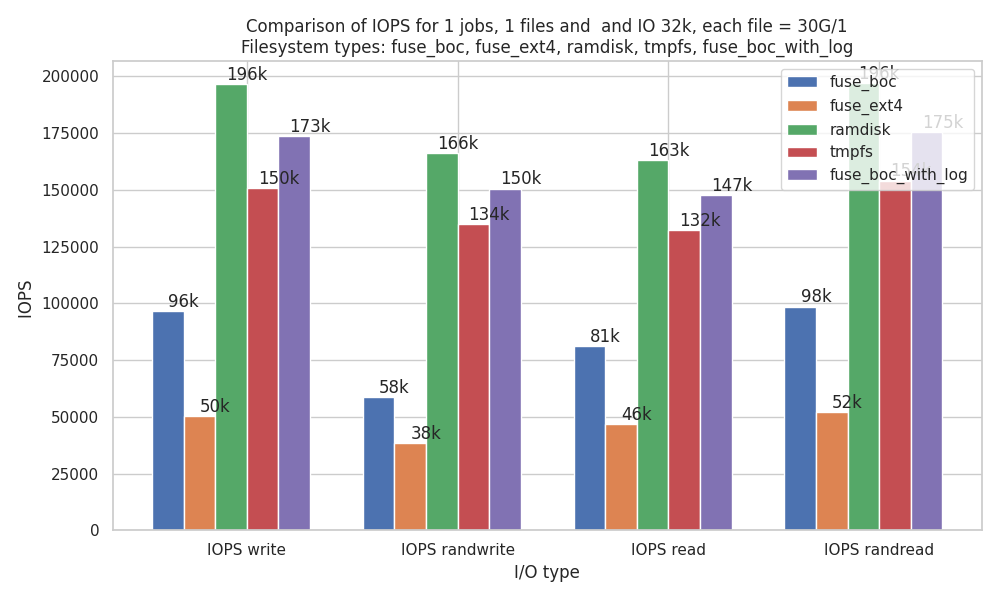 Comparison of IOPS for 1 jobs, 1 files and  and IO 32k, each file = 30G/1
Filesystem types: fuse_boc, fuse_ext4, ramdisk, tmpfs, fuse_boc_with_log
200000
175000
150000
125000
100000
75000
50000
25000
0
IOPS
96k
50k
196k
150k
173k
58k
38k
166k
134k
150k
81k
46k
163k
132k
147k
98k
52k
196k
154k
175k
fuse_boc
fuse_ext4
ramdisk
tmpfs
fuse_boc_with_log
IOPS write
IOPS randwrite
IOPS read
IOPS randread
I/O type